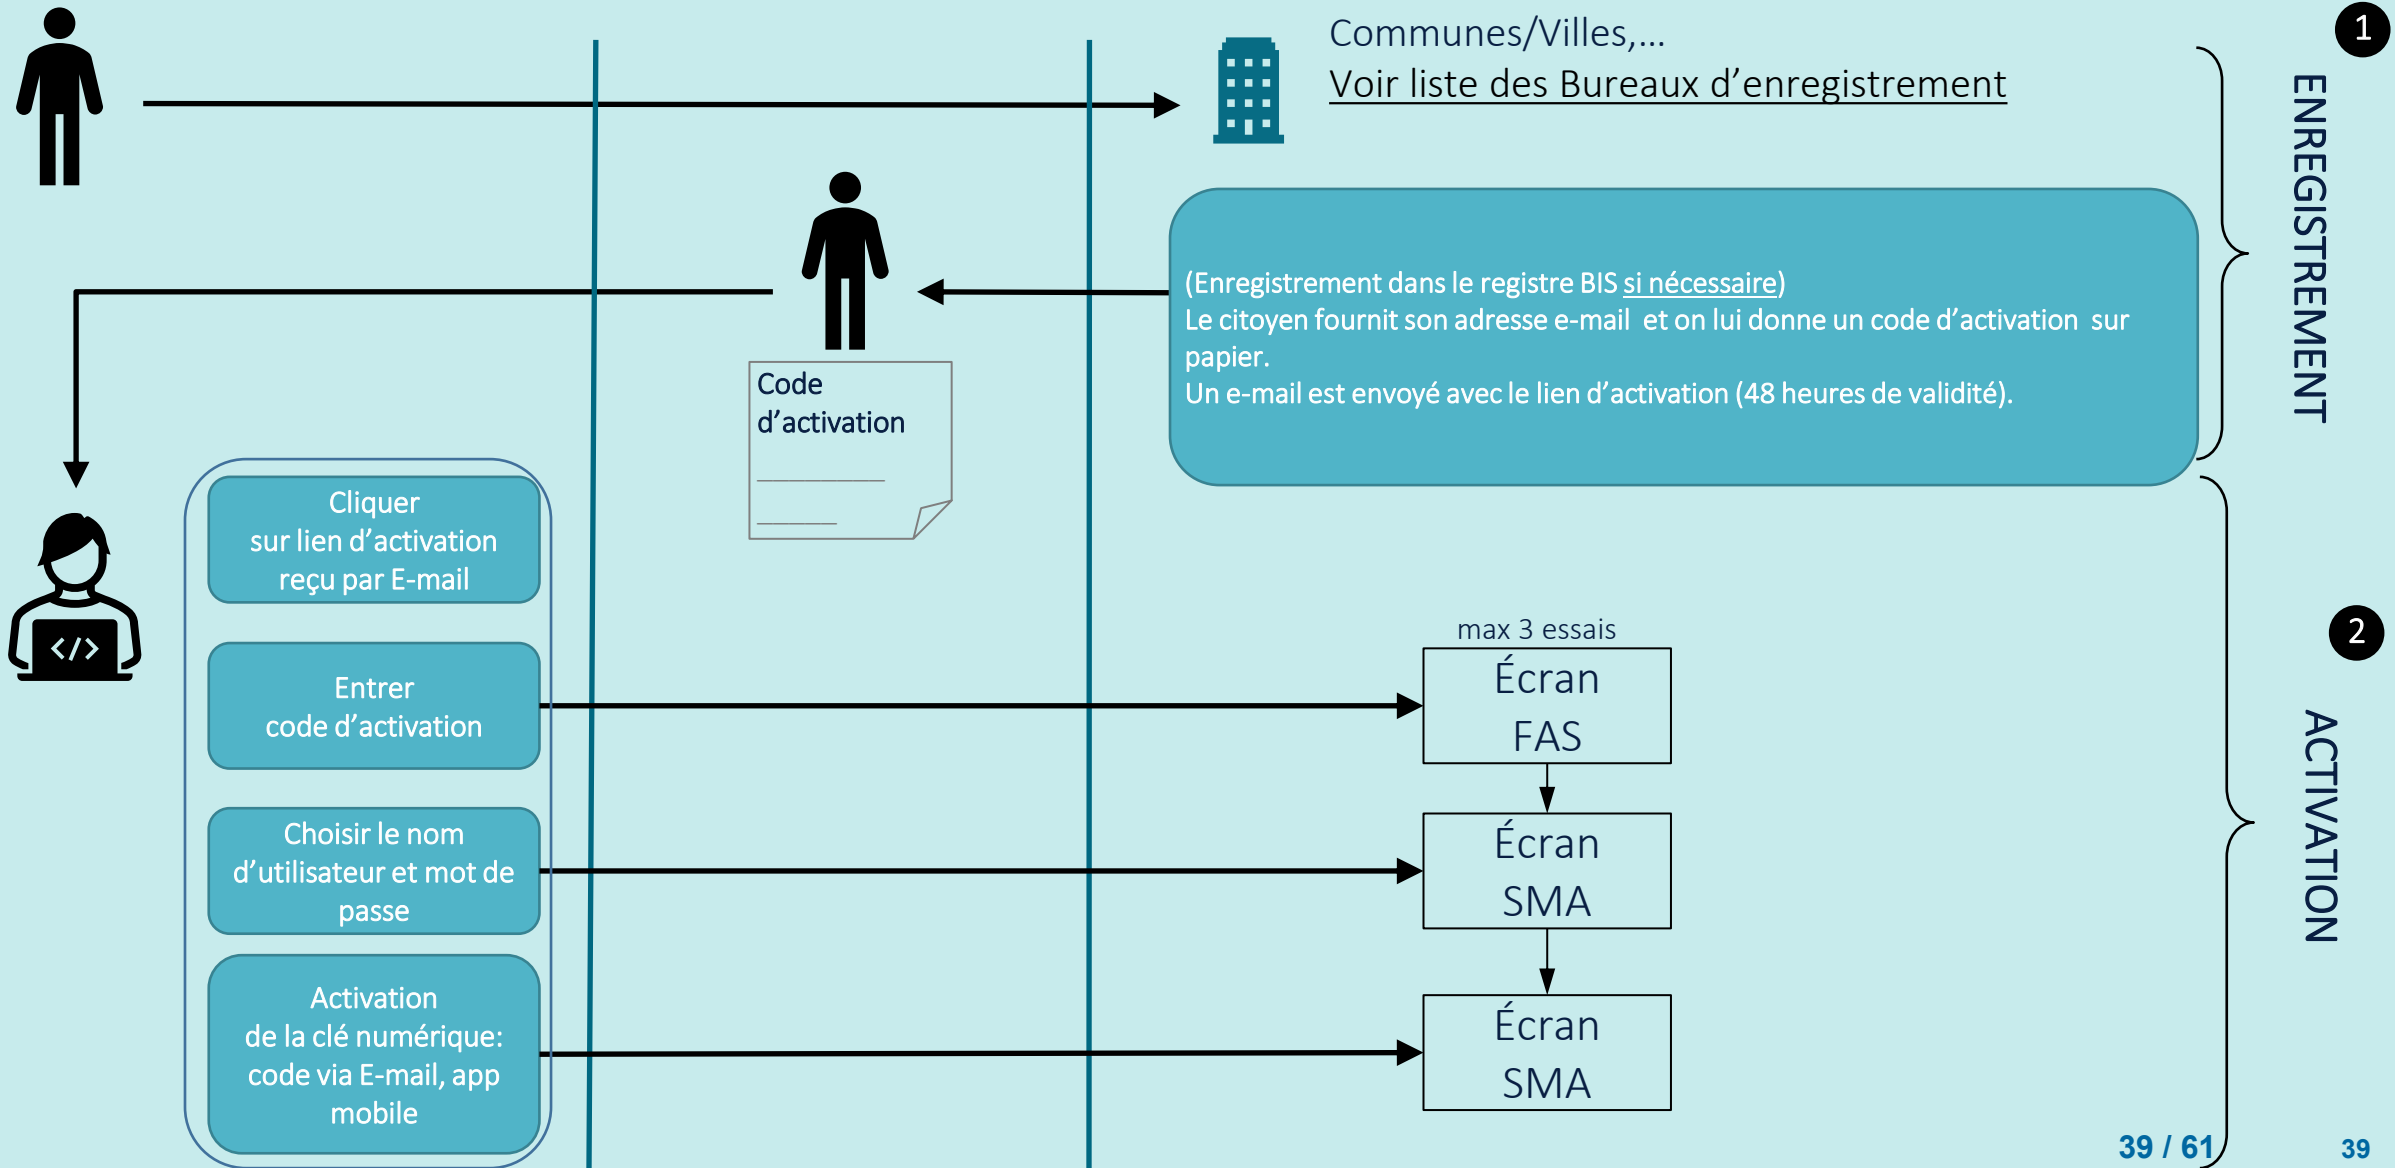 Communes/Villes,...
Voir liste des Bureaux d’enregistrement
1
ENREGISTREMENT
(Enregistrement dans le registre BIS si nécessaire)
Le citoyen fournit son adresse e-mail et on lui donne un code d’activation sur
papier.
Un e-mail est envoyé avec le lien d’activation (48 heures de validité).
Code
d’activation
Cliquer
sur lien d’activation
reçu par E-mail
</>
Entrer
code d’activation
Choisir le nom
d’utilisateur et mot de
passe
Activation
de la clé numérique:
code via E-mail, app
mobile
max 3 essais
Écran
FAS
Écran
SMA
Écran
SMA
2
ACTIVATION
39 / 61
39